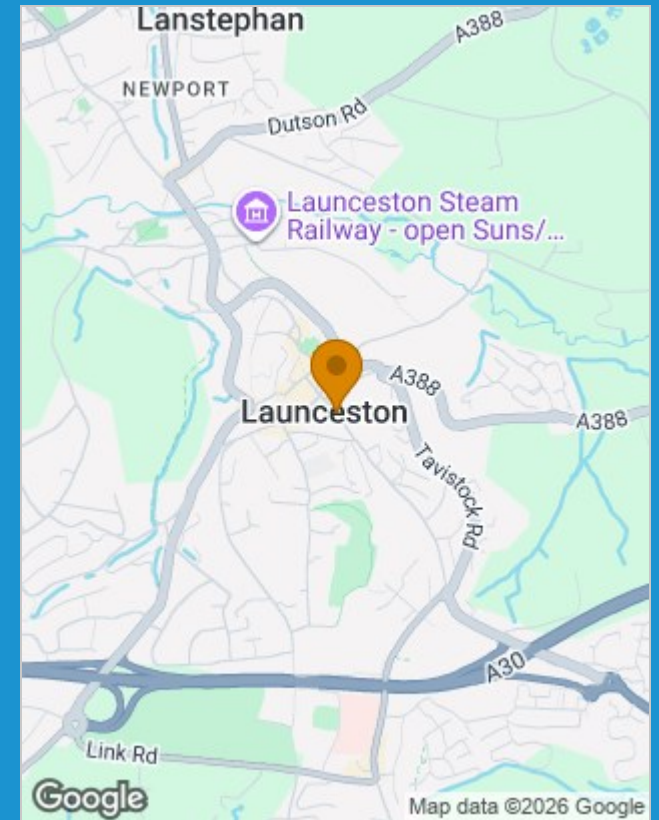 Lanstephan
A388
NEWPORT
Dutson Rd
Launceston Steam
Railway - open Suns/...
A388
Launceston
A388
Tavistock Rd
A30
Link Rd
Google
Map data ©2026 Google